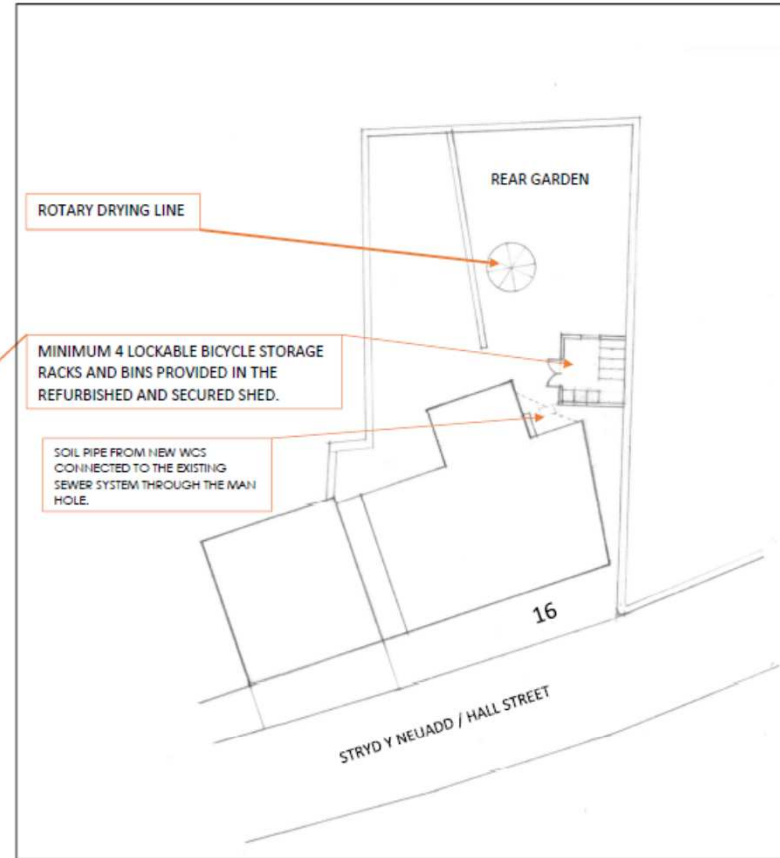 REAR GARDEN
ROTARY DRYING LINE
MINIMUM 4 LOCKABLE BICYCLE STORAGE
RACKS AND BINS PROVIDED IN THE
REFURBISHED AND SECURED SHED.
SOIL PIPE FROM NEW WCS
CONNECTED TO THE EXISTING
SEWER SYSTEM THROUGH THE MAN
HOLE.
16
STRYD Y NEUADD / HALL STREET